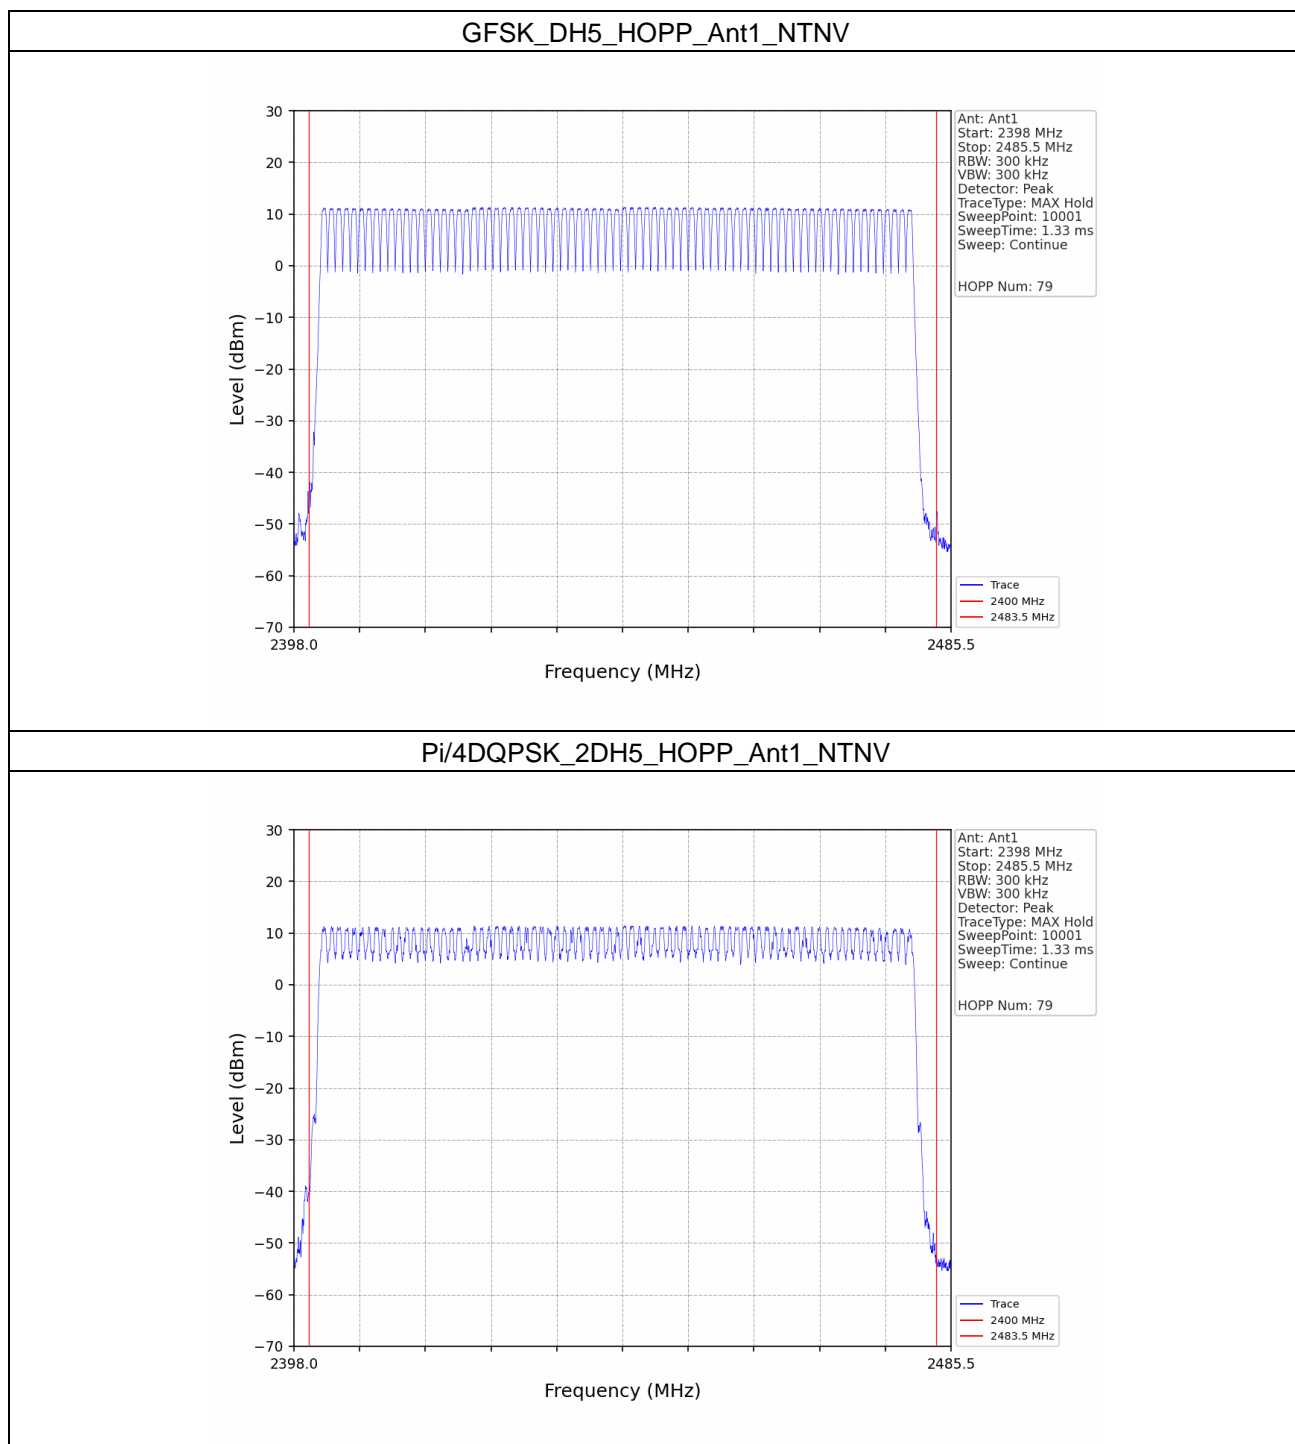 GFSK_DH5_HOPP_Ant1_NTNV
30
20
10
0
−10
−20
−30
−40
−50
−60
−70
Level (dBm)
2398.0
2485.5
Frequency (MHz)
Ant: Ant1
Start: 2398 MHz
Stop: 2485.5 MHz
RBW: 300 kHz
VBW: 300 kHz
Detector: Peak
TraceType: MAX Hold
SweepPoint: 10001
SweepTime: 1.33 ms
Sweep: Continue
HOPP Num: 79
Trace
2400 MHz
2483.5 MHz
Pi/4DQPSK_2DH5_HOPP_Ant1_NTNV
30
20
10
0
−10
−20
−30
−40
−50
−60
−70
Level (dBm)
2398.0
2485.5
Frequency (MHz)
Ant: Ant1
Start: 2398 MHz
Stop: 2485.5 MHz
RBW: 300 kHz
VBW: 300 kHz
Detector: Peak
TraceType: MAX Hold
SweepPoint: 10001
SweepTime: 1.33 ms
Sweep: Continue
HOPP Num: 79
Trace
2400 MHz
2483.5 MHz